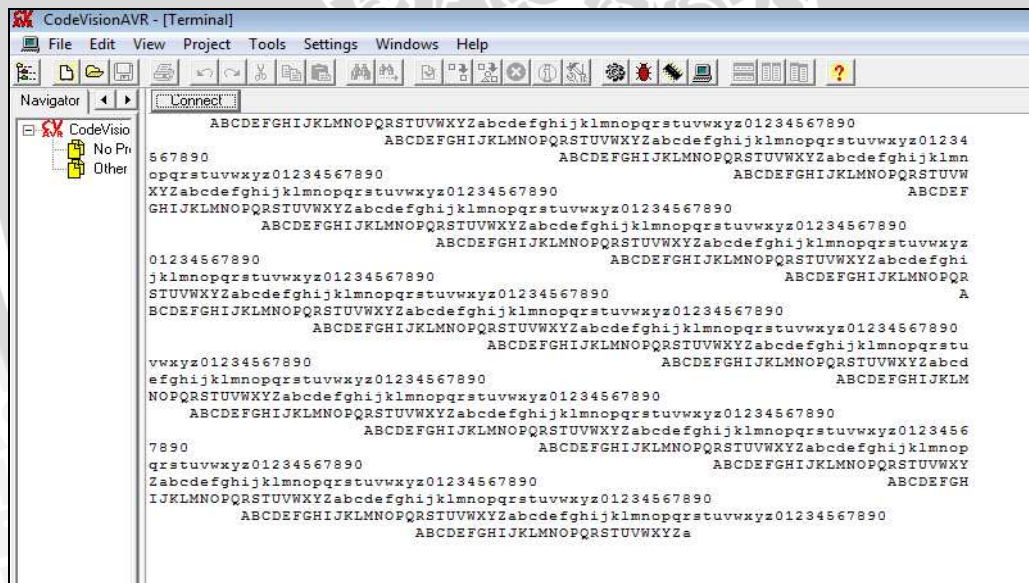 CodeVisionAVR - [Terminal]
File Edit View Project Tools Settings Windows Help
Navigator
Connect
CodeVisio
No Pr
Other
ABCDEFGHIJKLMNOPQRSTUVWXYZabcdefghijklmnopqrstuvwxyz01234567890
ABCDEFGHIJKLMNOPQRSTUVWXYZabcdefghijklmnopqrstuvwxyz01234
567890 ABCDEFGHIJKLMNOPQRSTUVWXYZabcdefghijklmn
opqrstuvwxyz01234567890 ABCDEFGHIJKLMNOPQRSTUVW
XYZabcdefghijklmnopqrstuvwxyz01234567890 ABCDEF
GHIJKLMNOPQRSTUVWXYZabcdefghijklmnopqrstuvwxyz01234567890
ABCDEFGHIJKLMNOPQRSTUVWXYZabcdefghijklmnopqrstuvwxyz01234567890
ABCDEFGHIJKLMNOPQRSTUVWXYZabcdefghijklmnopqrstuvwxyz
01234567890 ABCDEFGHIJKLMNOPQRSTUVWXYZabcdefghi
jklmnopqrstuvwxyz01234567890 ABCDEFGHIJKLMNOPQR
STUVWXYZabcdefghijklmnopqrstuvwxyz01234567890 A
BCDEFGHIJKLMNOPQRSTUVWXYZabcdefghijklmnopqrstuvwxyz01234567890
ABCDEFGHIJKLMNOPQRSTUVWXYZabcdefghijklmnopqrstuvwxyz01234567890
ABCDEFGHIJKLMNOPQRSTUVWXYZabcdefghijklmnopqrstu
vwxyz01234567890 ABCDEFGHIJKLMNOPQRSTUVWXYZabcd
efghijklmnopqrstuvwxyz01234567890 ABCDEFGHIJKLM
NOPQRSTUVWXYZabcdefghijklmnopqrstuvwxyz01234567890
ABCDEFGHIJKLMNOPQRSTUVWXYZabcdefghijklmnopqrstuvwxyz01234567890
ABCDEFGHIJKLMNOPQRSTUVWXYZabcdefghijklmnopqrstuvwxyz0123456
7890 ABCDEFGHIJKLMNOPQRSTUVWXYZabcdefghijklmnop
qrstuvwxyz01234567890 ABCDEFGHIJKLMNOPQRSTUVWXY
Zabcdefghijklmnopqrstuvwxyz01234567890 ABCDEFGH
IJKLMNOPQRSTUVWXYZabcdefghijklmnopqrstuvwxyz01234567890
ABCDEFGHIJKLMNOPQRSTUVWXYZabcdefghijklmnopqrstuvwxyz01234567890
ABCDEFGHIJKLMNOPQRSTUVWXYZa